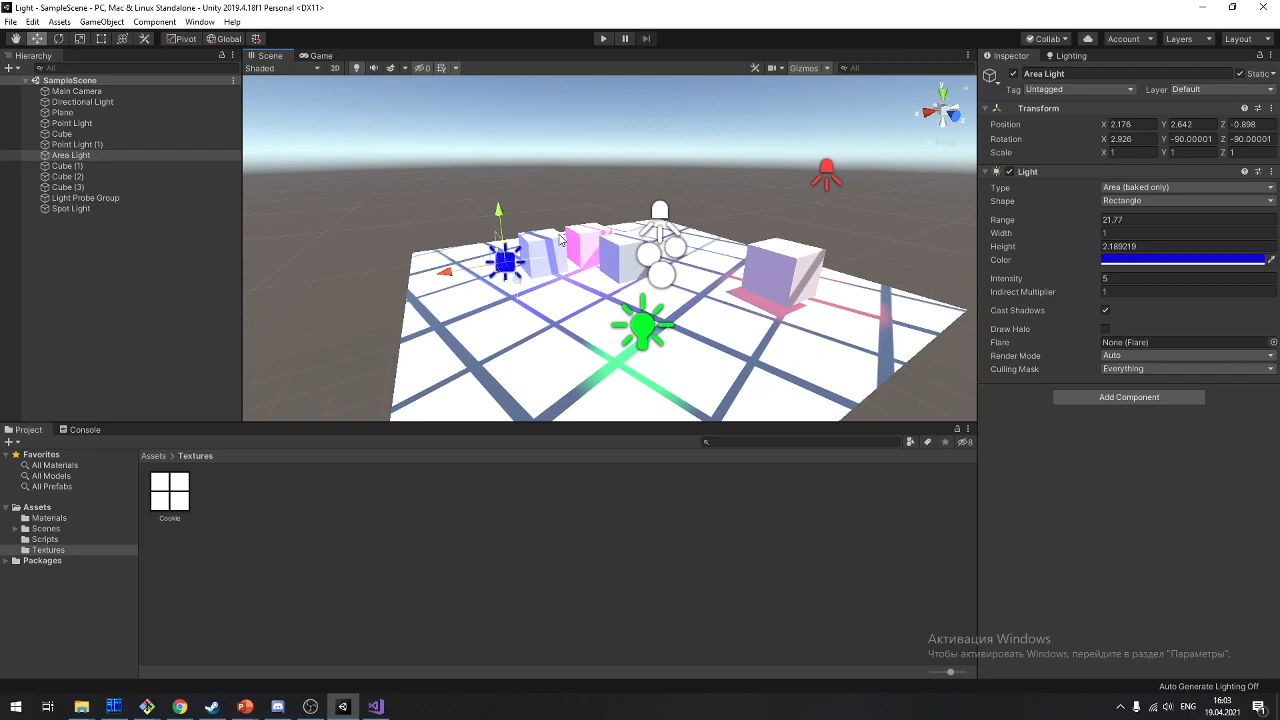 Light - SampleScene - PC, Mac & Linux Standalone - Unity 2019.4.18f1 Personal <DX11>
File Edit Assets GameObject Component Window Help
Pivot Global Collab Account Layers Layout
Hierarchy
All
SampleScene
Main Camera
Directional Light
Plane
Point Light
Cube
Point Light (1)
Area Light
Cube (1)
Cube (2)
Cube (3)
Light Probe Group
Spot Light
Scene Game
Shaded 2D 0 Gizmos All
y
x z
Inspector Lighting
Area Light Static
Tag Untagged Layer Default
Transform
Position X 2.176 Y 2.642 Z -0.898
Rotation X 2.926 Y -90.00001 Z -90.00001
Scale X 1 Y 1 Z 1
Light
Type Area (baked only)
Shape Rectangle
Range 21.77
Width 1
Height 2.189219
Color
Intensity 5
Indirect Multiplier 1
Cast Shadows
Draw Halo
Flare None (Flare)
Render Mode Auto
Culling Mask Everything
Add Component
Project Console
8
Favorites
All Materials
All Models
All Prefabs
Assets
Materials
Scenes
Scripts
Textures
Packages
Assets > Textures
Cookie
Активация Windows
Чтобы активировать Windows, перейдите в раздел "Параметры".
Auto Generate Lighting Off
ENG
16:03
19.04.2021